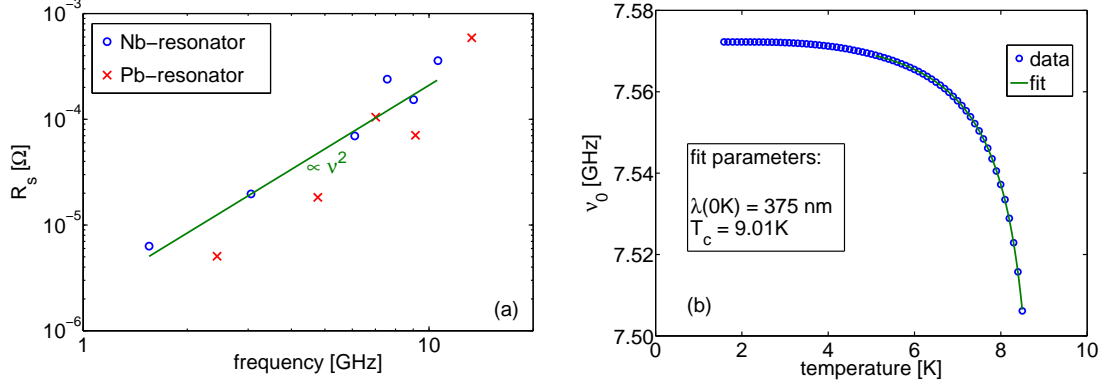 10⁻³
10⁻⁴
10⁻⁵
10⁻⁶
R_s [Ω]
Nb−resonator
Pb−resonator
∝ ν²
(a)
1
10
frequency [GHz]
7.58
7.56
7.54
7.52
7.50
ν₀ [GHz]
data
fit
fit parameters:
λ(0K) = 375 nm
T_c = 9.01K
(b)
0 2 4 6 8 10
temperature [K]